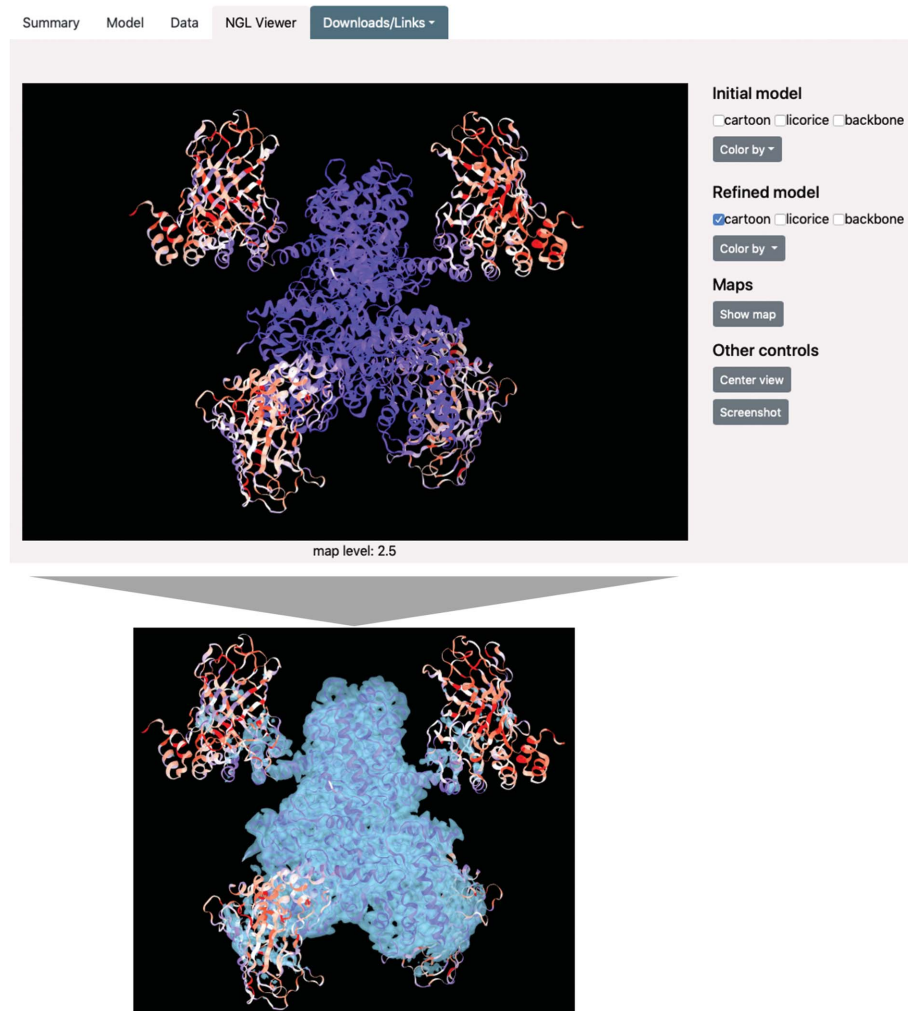 Summary Model Data NGL Viewer Downloads/Links
Initial model
cartoon licorice backbone
Color by
Refined model
cartoon licorice backbone
Color by
Maps
Show map
Other controls
Center view
Screenshot
map level: 2.5